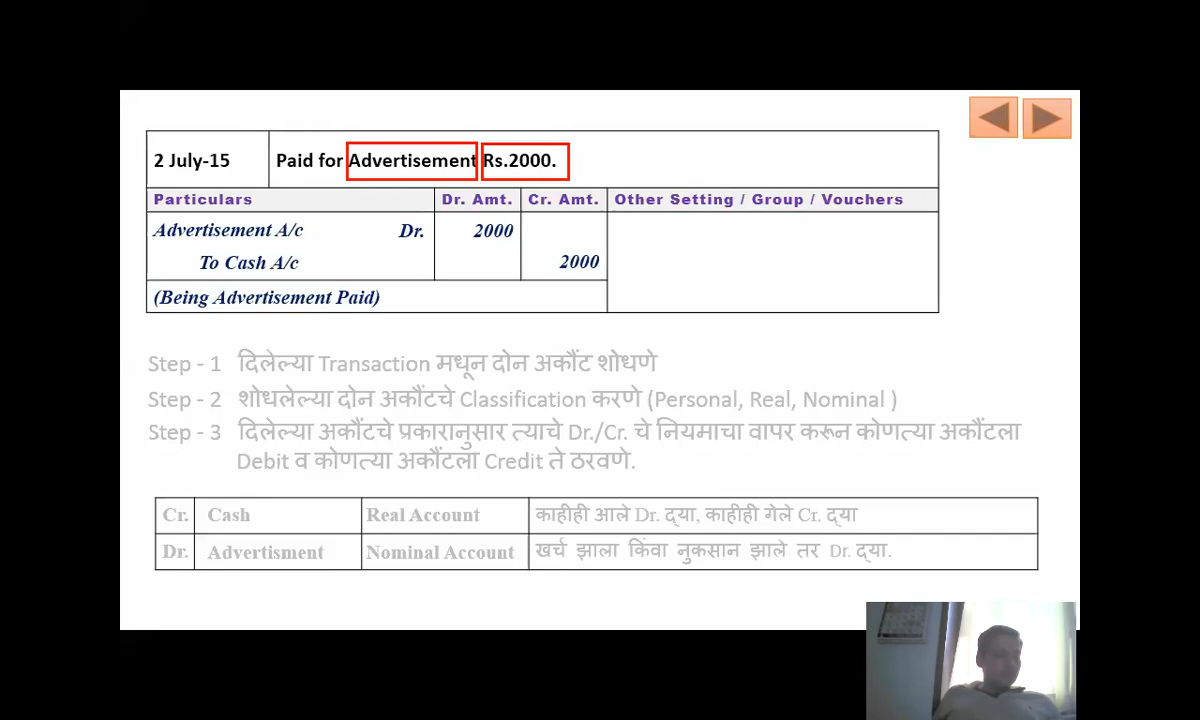 2 July-15 Paid for Advertisement Rs.2000.
Particulars Dr. Amt. Cr. Amt. Other Setting / Group / Vouchers
Advertisement A/c Dr. 2000
To Cash A/c 2000
(Being Advertisement Paid)
Step - 1 दिलेल्या Transaction मधून दोन अकौंट शोधणे
Step - 2 शोधलेल्या दोन अकौंटचे Classification करणे (Personal, Real, Nominal )
Step - 3 दिलेल्या अकौंटचे प्रकारानुसार त्याचे Dr./Cr. चे नियमाचा वापर करून कोणत्या अकौंटला
Debit व कोणत्या अकौंटला Credit ते ठरवणे.
Cr. Cash Real Account काहीही आले Dr. द्या, काहीही गेले Cr. द्या
Dr. Advertisment Nominal Account खर्च झाला किंवा नुकसान झाले तर Dr. द्या.